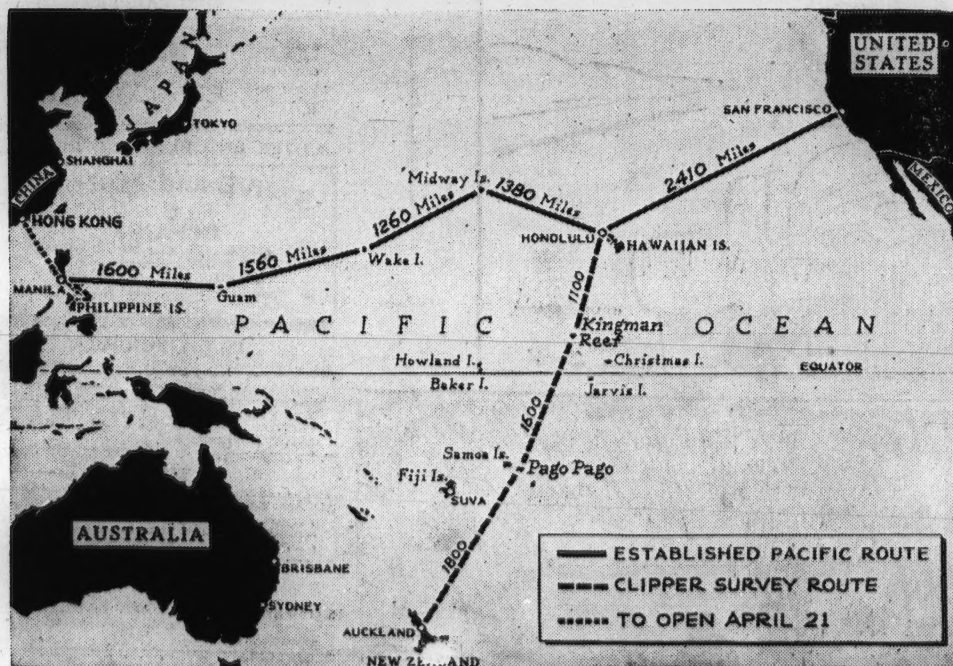 UNITED
STATES
JAPAN
SAN FRANCISCO
TOKYO
SHANGHAI
CHINA
MEXICO
HONG KONG
Midway Is.
1380 Miles
2410 Miles
1260 Miles
HONOLULU
HAWAIIAN IS.
Wake I.
1560 Miles
1600 Miles
MANILA
Guam
PHILIPPINE IS.
1100
PACIFIC OCEAN
Kingman
Reef
Howland I.
Christmas I.
EQUATOR
Baker I.
Jarvis I.
1600
Samoa Is.
Pago Pago
Fiji Is.
SUVA
AUSTRALIA
1800
BRISBANE
SYDNEY
AUCKLAND
ESTABLISHED PACIFIC ROUTE
CLIPPER SURVEY ROUTE
TO OPEN APRIL 21